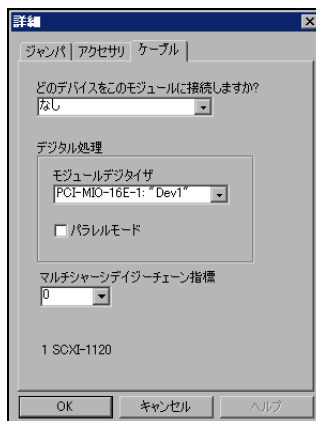 詳細
ジャンパ アクセサリ ケーブル
どのデバイスをこのモジュールに接続しますか?
なし
デジタル処理
モジュールデジタイザ
PCI-MIO-16E-1: "Dev1"
パラレルモード
マルチシャーシデイジーチェーン指標
0
1 SCXI-1120
OK キャンセル ヘルプ